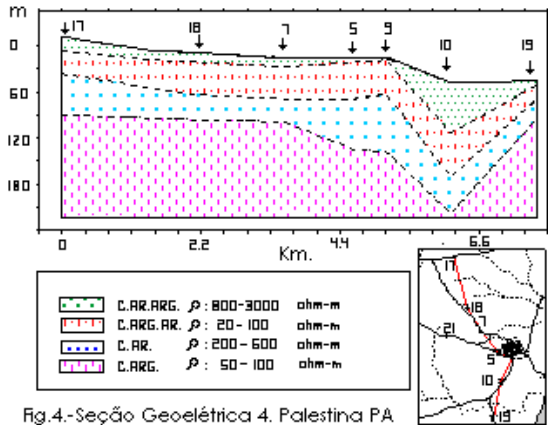 m
17 18 7 5 9 10 19
0
60
120
180
0 2.2 4.4 6.6
Km.
C.AR.ARG. ρ : 800-3000 ohm-m
C.ARG.AR. ρ : 20-100 ohm-m
C.AR. ρ : 200-600 ohm-m
C.ARG. ρ : 50-100 ohm-m
17
18
7
21
5
10
19
Fig.4.-Seção Geoelétrica 4. Palestina PA